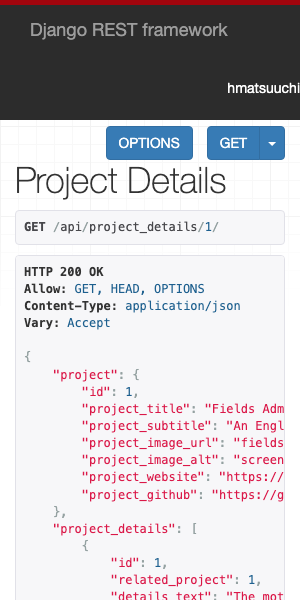 Django REST framework
hmatsuuchi
OPTIONS
GET
Project Details
GET /api/project_details/1/
HTTP 200 OK
Allow: GET, HEAD, OPTIONS
Content-Type: application/json
Vary: Accept
{
"project": {
"id": 1,
"project_title": "Fields Adm
"project_subtitle": "An Engl
"project_image_url": "fields
"project_image_alt": "screen
"project_website": "https://
"project_github": "https://g
},
"project_details": [
{
"id": 1,
"related_project": 1,
"details_text": "The mot